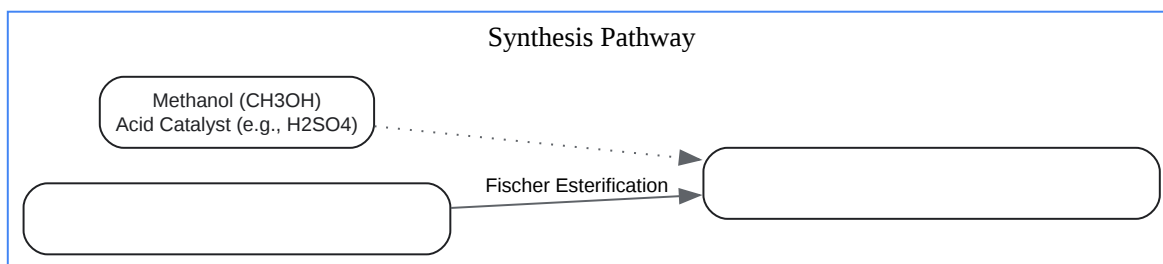 Synthesis Pathway
Methanol (CH3OH)
Acid Catalyst (e.g., H2SO4)
Fischer Esterification